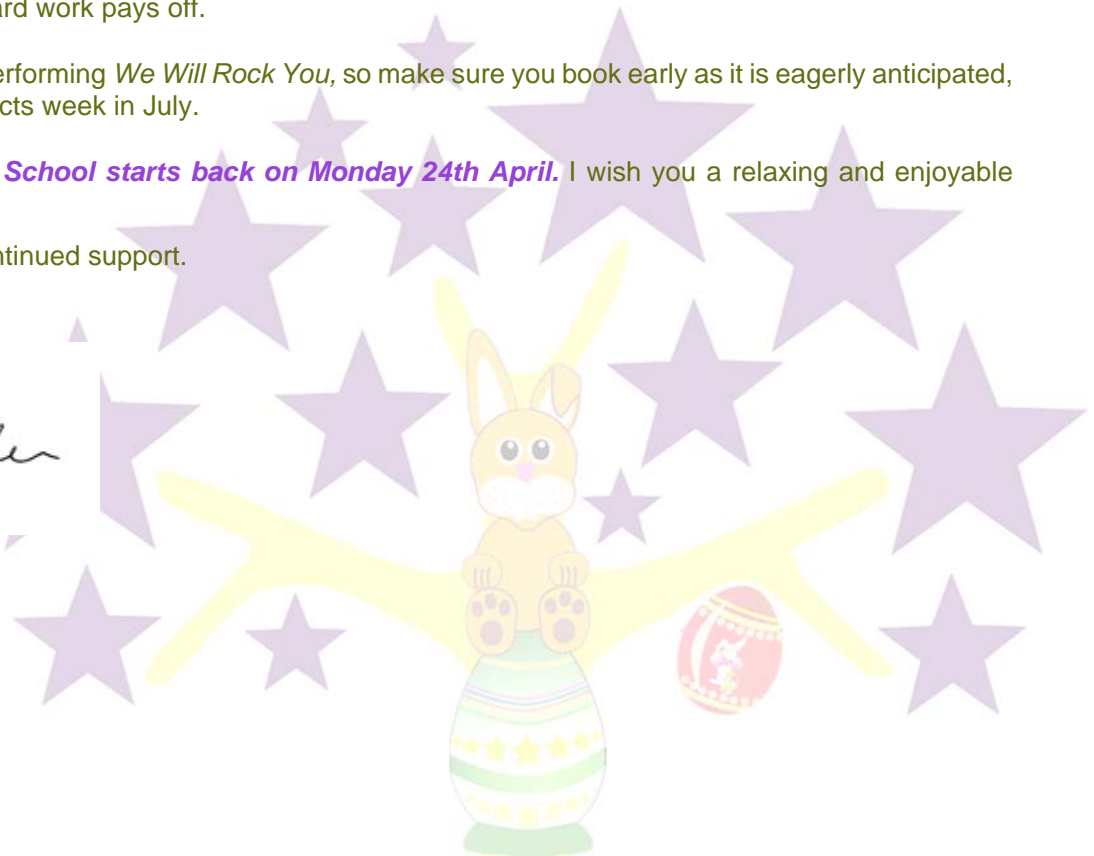 ard work pays off.
erforming We Will Rock You, so make sure you book early as it is eagerly anticipated,
cts week in July.
School starts back on Monday 24th April. I wish you a relaxing and enjoyable
ntinued support.